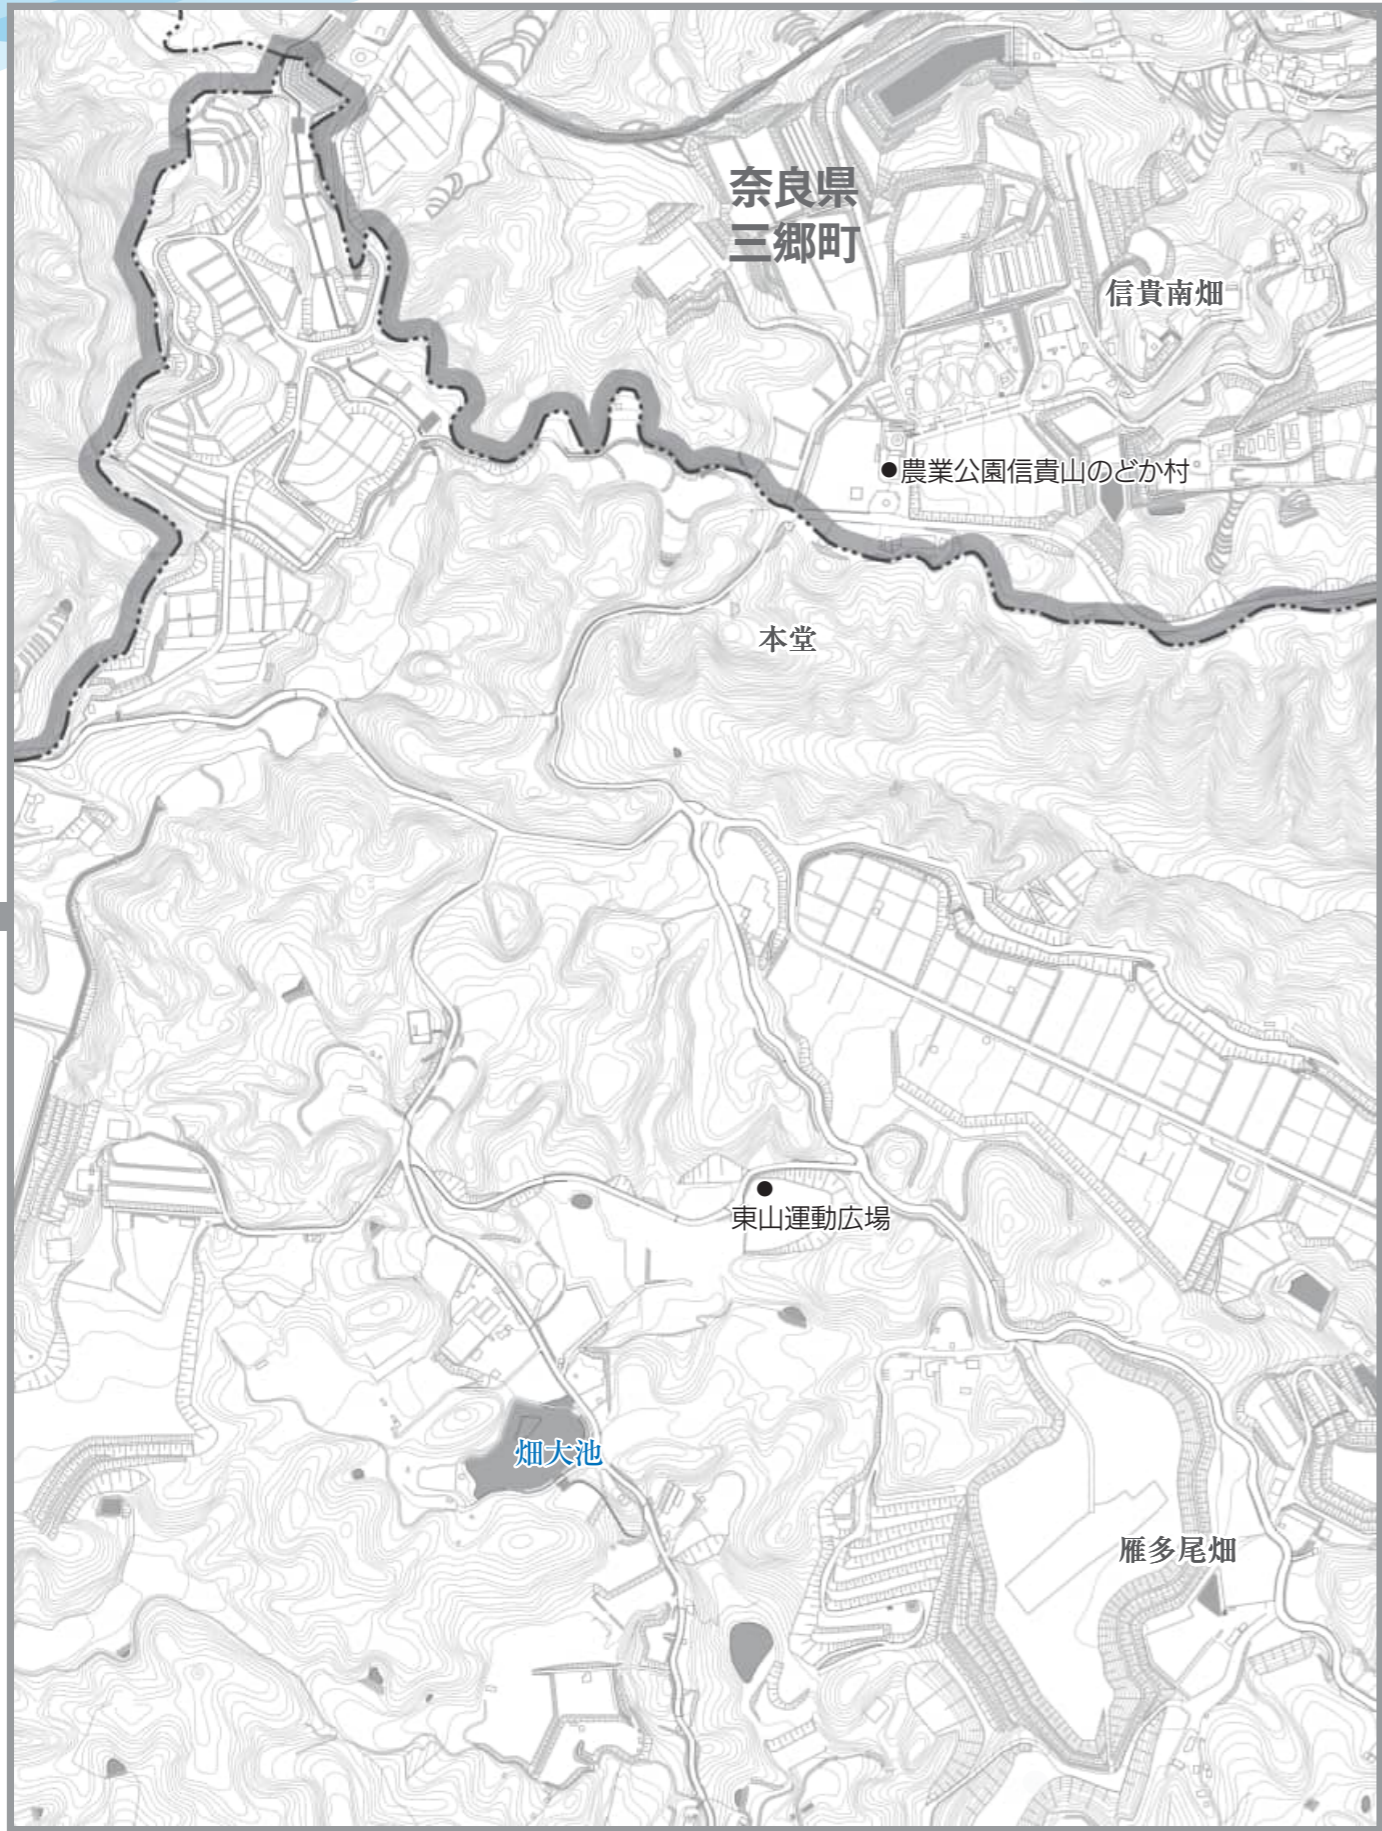 奈良県
三郷町
信貴南畑
●農業公園信貴山のどか村
本堂
●
東山運動広場
畑大池
雁多尾畑